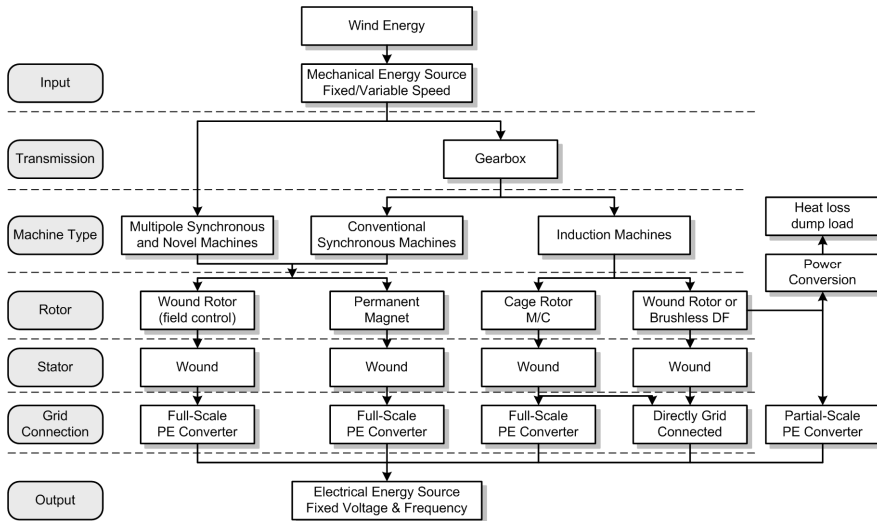 Wind Energy
Input
Mechanical Energy Source
Fixed/Variable Speed
Transmission
Gearbox
Machine Type
Multipole Synchronous
and Novel Machines
Conventional
Synchronous Machines
Induction Machines
Heat loss
dump load
Power
Conversion
Rotor
Wound Rotor
(field control)
Permanent
Magnet
Cage Rotor
M/C
Wound Rotor or
Brushless DF
Stator
Wound
Wound
Wound
Wound
Grid
Connection
Full-Scale
PE Converter
Full-Scale
PE Converter
Full-Scale
PE Converter
Directly Grid
Connected
Partial-Scale
PE Converter
Output
Electrical Energy Source
Fixed Voltage & Frequency